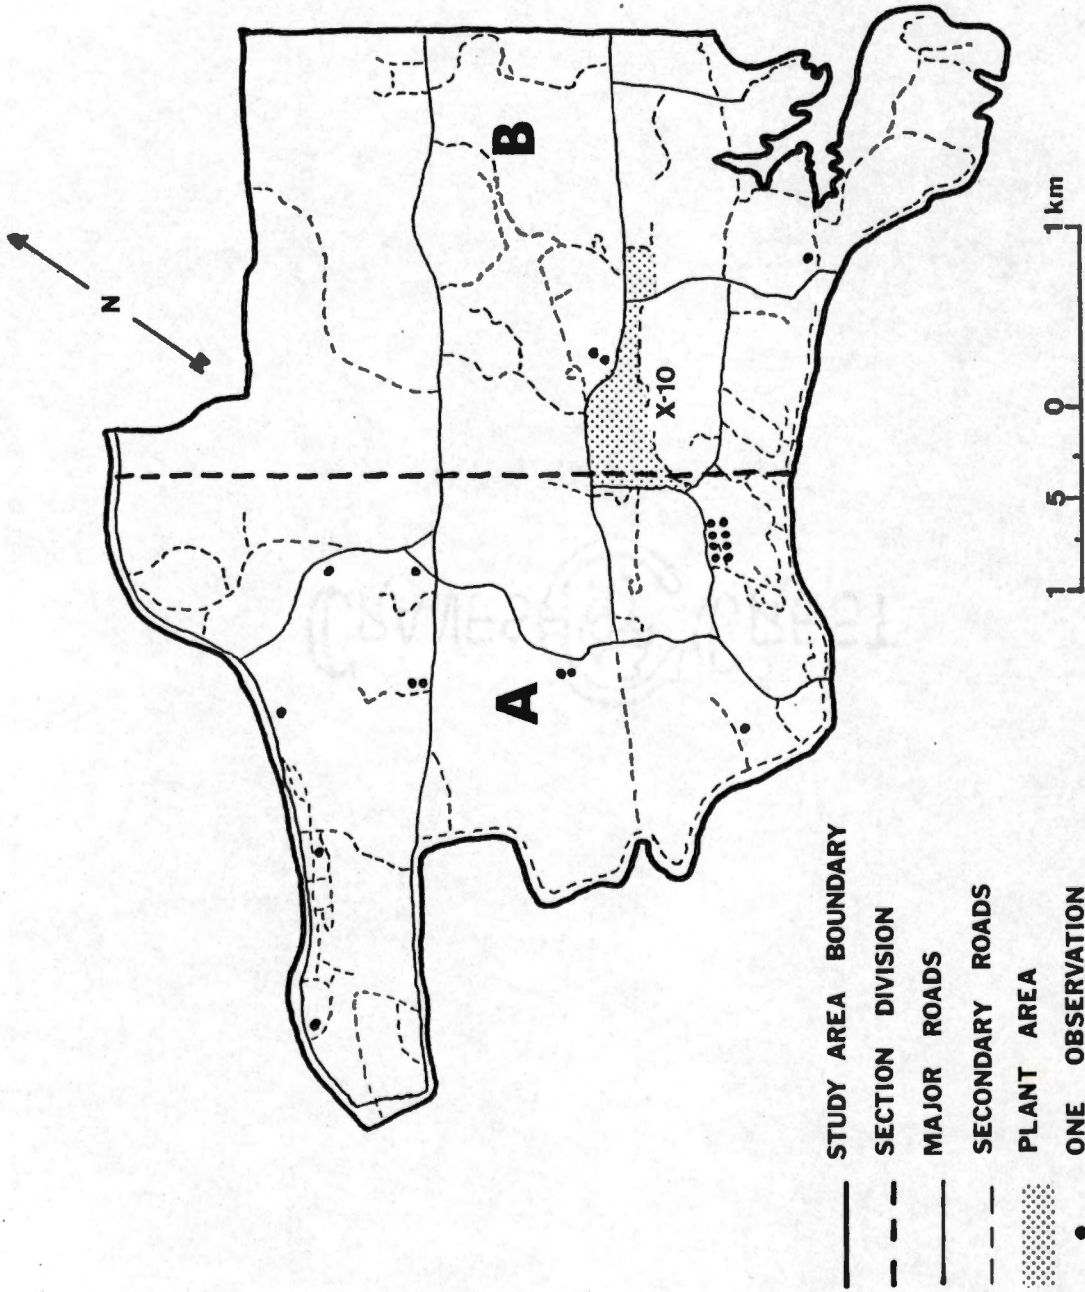 N
B
A
X-10
1 5 0 1 km
STUDY AREA BOUNDARY
SECTION DIVISION
MAJOR ROADS
SECONDARY ROADS
PLANT AREA
ONE OBSERVATION